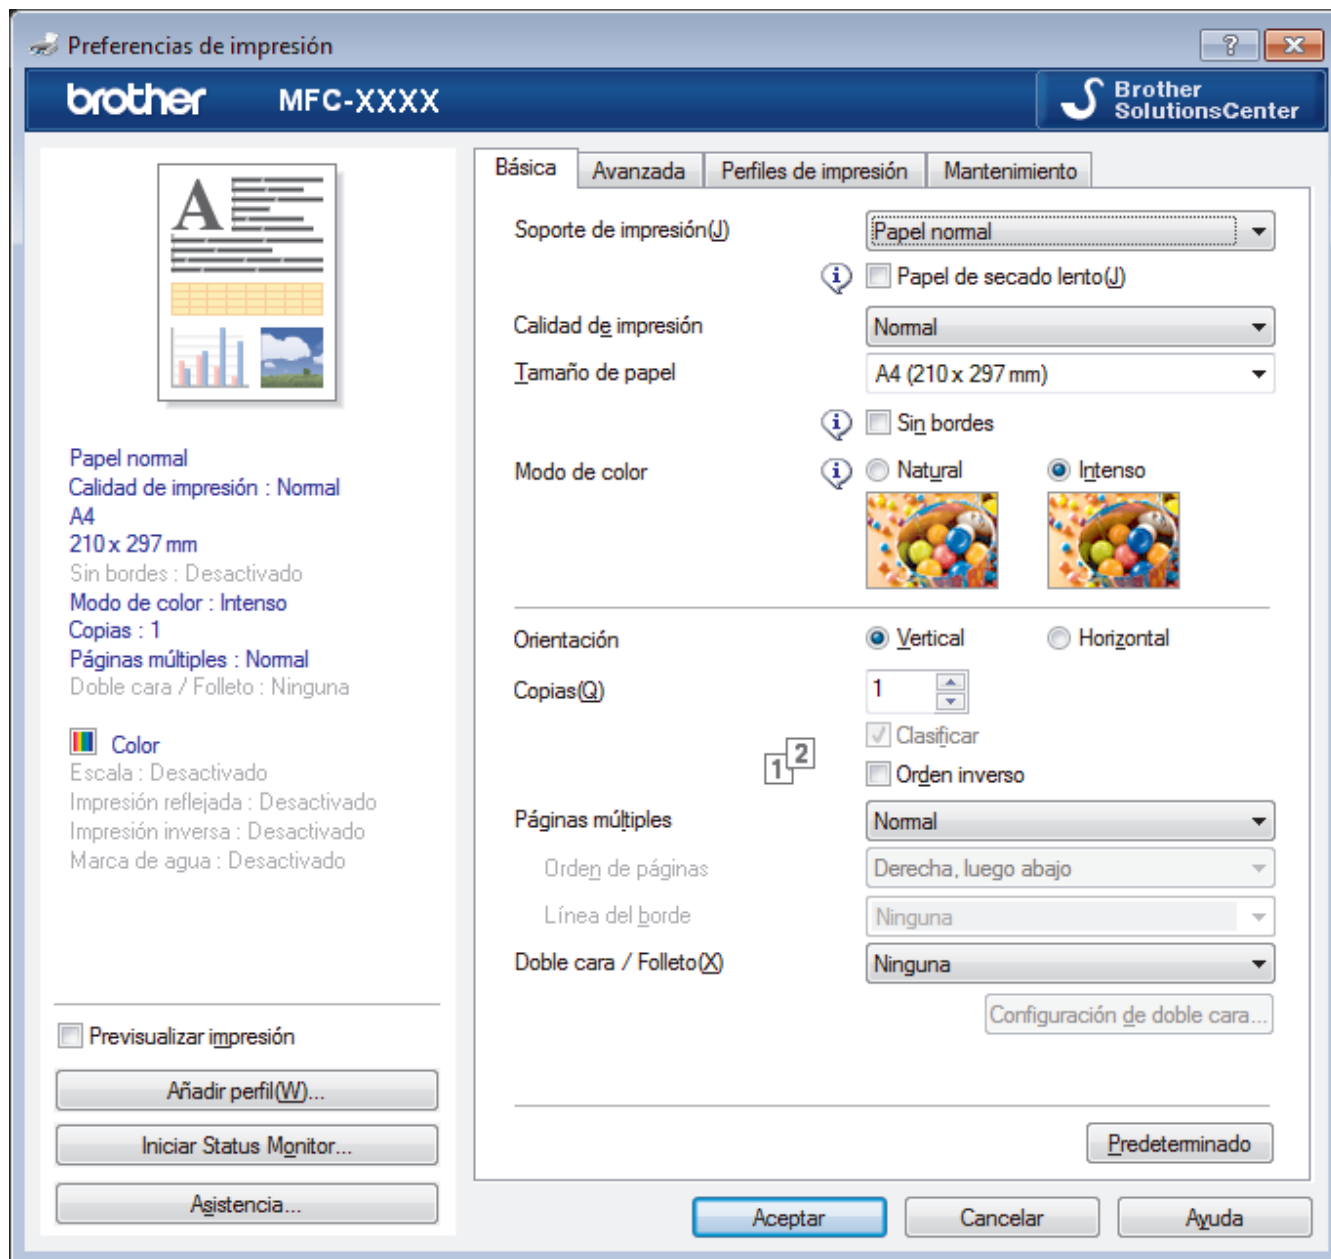 Preferencias de impresión
brother MFC-XXXX
Brother
SolutionsCenter
A
Papel normal
Calidad de impresión : Normal
A4
210 x 297 mm
Sin bordes : Desactivado
Modo de color : Intenso
Copias : 1
Páginas múltiples : Normal
Doble cara / Folleto : Ninguna
Color
Escala : Desactivado
Impresión reflejada : Desactivado
Impresión inversa : Desactivado
Marca de agua : Desactivado
Previsualizar impresión
Añadir perfil(W)...
Iniciar Status Monitor...
Asistencia...
Básica Avanzada Perfiles de impresión Mantenimiento
Soporte de impresión(J) Papel normal
Papel de secado lento(J)
Calidad de impresión Normal
Tamaño de papel A4 (210 x 297 mm)
Sin bordes
Modo de color Natural Intenso
Orientación Vertical Horizontal
Copias(Q) 1
Clasificar
1 2
Orden inverso
Páginas múltiples Normal
Orden de páginas Derecha, luego abajo
Línea del borde Ninguna
Doble cara / Folleto(X) Ninguna
Configuración de doble cara...
Predeterminado
Aceptar Cancelar Ayuda